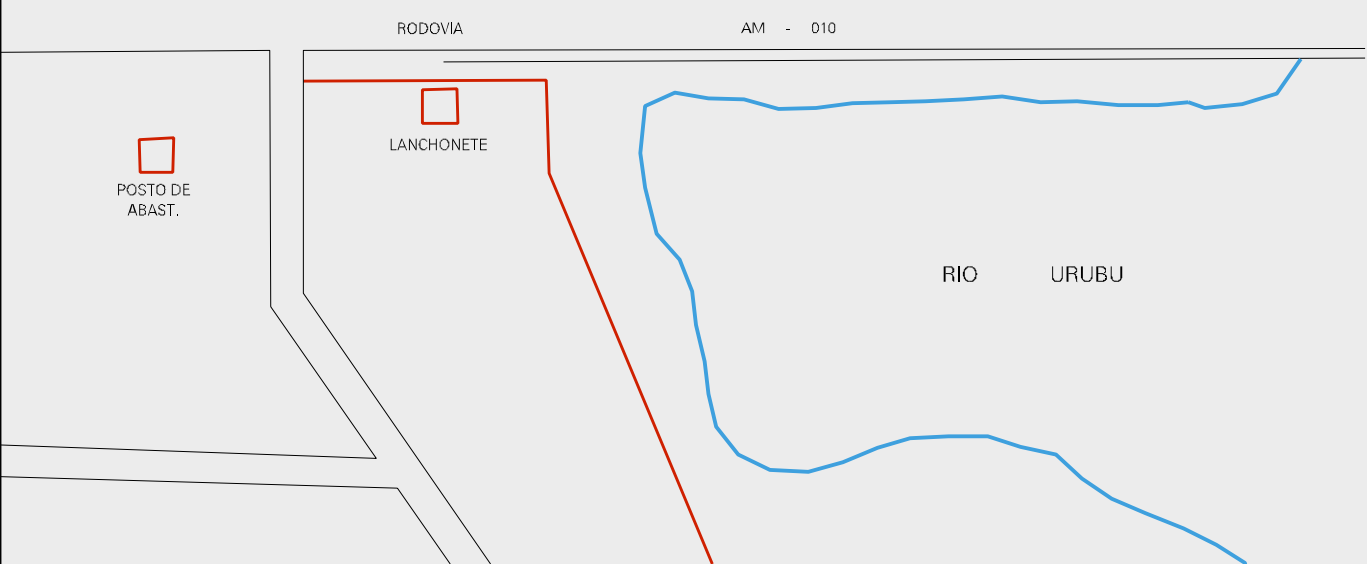 RODOVIA AM - 010
LANCHONETE
POSTO DE
ABAST.
RIO URUBU